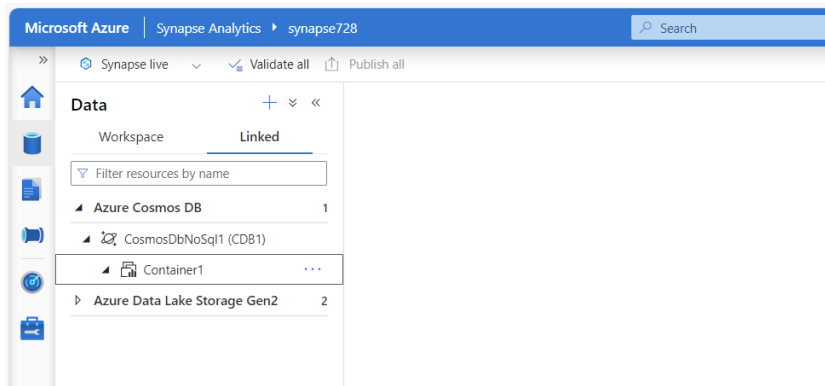 Microsoft Azure Synapse Analytics synapse728 Search
Synapse live Validate all Publish all
Data
Workspace Linked
Filter resources by name
Azure Cosmos DB 1
CosmosDbNoSql1 (CDB1)
Container1 ...
Azure Data Lake Storage Gen2 2